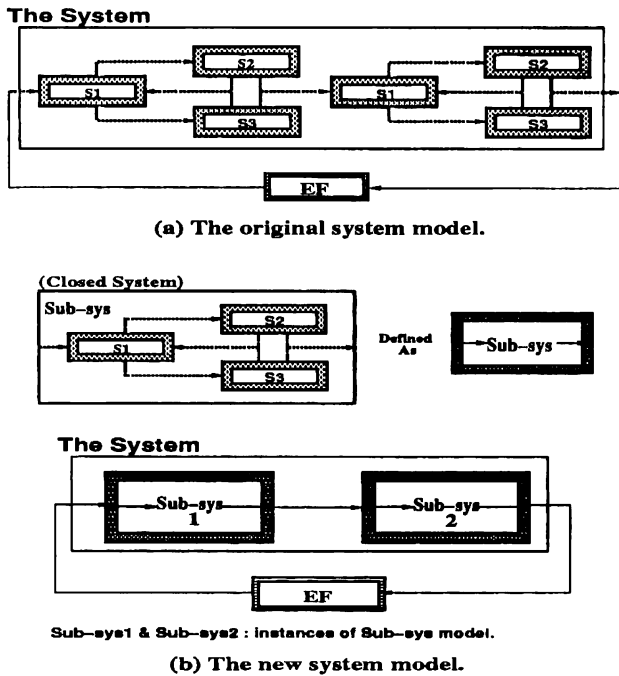 The System
S2 S2
S1 S1
S3 S3
EF
(a) The original system model.
(Closed System)
Sub-sys
S2
S1
S3
Defined
As
Sub-sys
The System
Sub-sys
1
Sub-sys
2
EF
Sub-sys1 & Sub-sys2 : instances of Sub-sys model.
(b) The new system model.